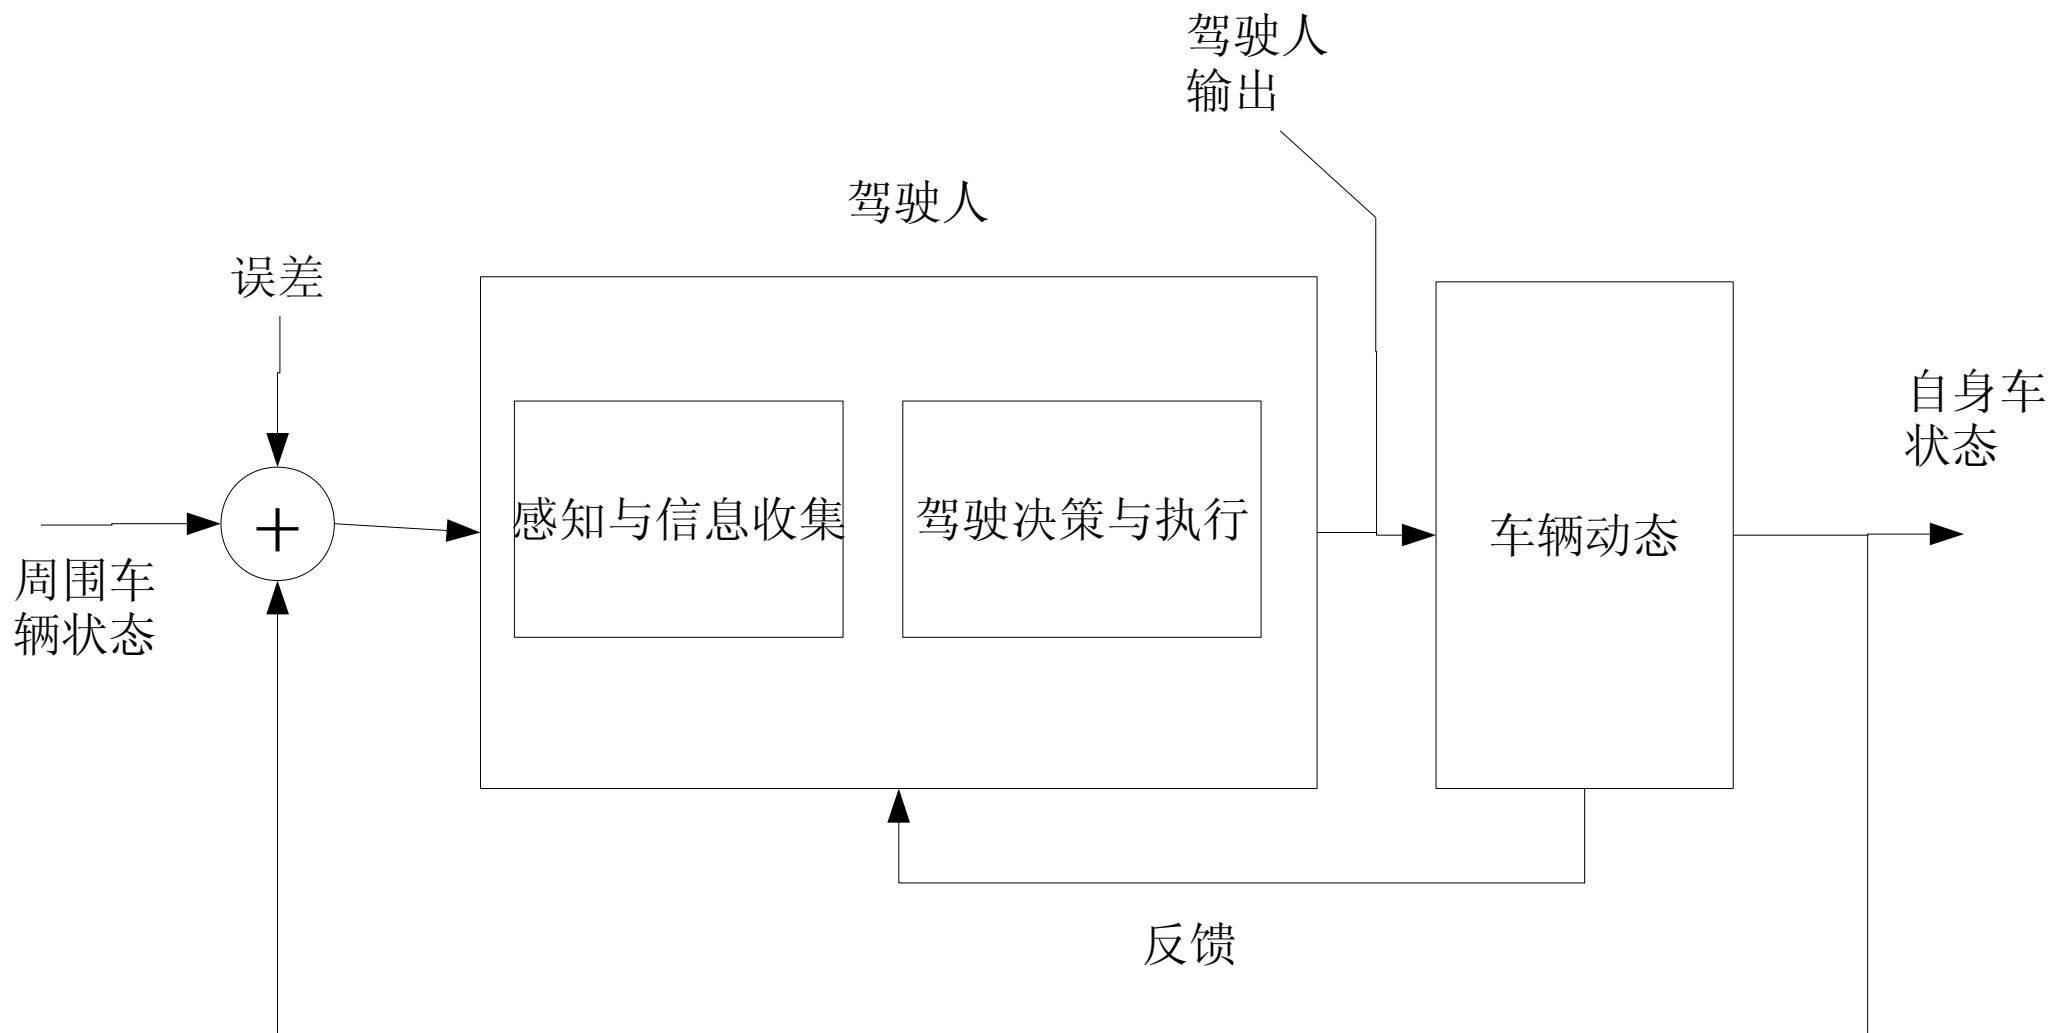 驾驶人
输出
驾驶人
误差
自身车
状态
感知与信息收集
驾驶决策与执行
车辆动态
+
周围车
辆状态
反馈